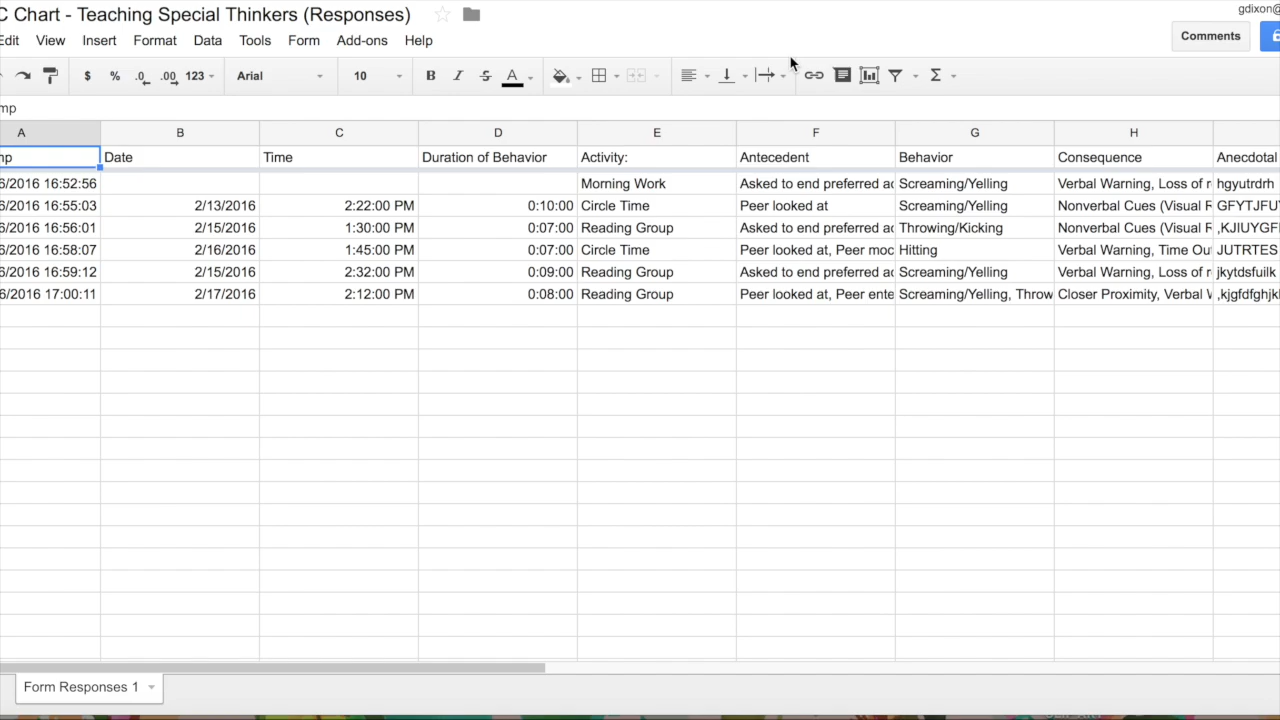 C Chart - Teaching Special Thinkers (Responses)
gdixon@
Edit View Insert Format Data Tools Form Add-ons Help
Comments
$ % .0 .00 123 Arial 10 B I S A Σ
mp
A B C D E F G H
mp Date Time Duration of Behavior Activity: Antecedent Behavior Consequence Anecdotal
6/2016 16:52:56 Morning Work Asked to end preferred ac Screaming/Yelling Verbal Warning, Loss of r hgyutrdrh
6/2016 16:55:03 2/13/2016 2:22:00 PM 0:10:00 Circle Time Peer looked at Screaming/Yelling Nonverbal Cues (Visual R GFYTJFUY
6/2016 16:56:01 2/15/2016 1:30:00 PM 0:07:00 Reading Group Asked to end preferred ac Throwing/Kicking Nonverbal Cues (Visual R ,KJIUYGF
6/2016 16:58:07 2/16/2016 1:45:00 PM 0:07:00 Circle Time Peer looked at, Peer moc Hitting Verbal Warning, Time Ou JUTRTES
6/2016 16:59:12 2/15/2016 2:32:00 PM 0:09:00 Reading Group Asked to end preferred ac Screaming/Yelling Verbal Warning, Loss of r jkytdsfuilk
6/2016 17:00:11 2/17/2016 2:12:00 PM 0:08:00 Reading Group Peer looked at, Peer ente Screaming/Yelling, Throw Closer Proximity, Verbal W ,kjgfdfghjkl
Form Responses 1